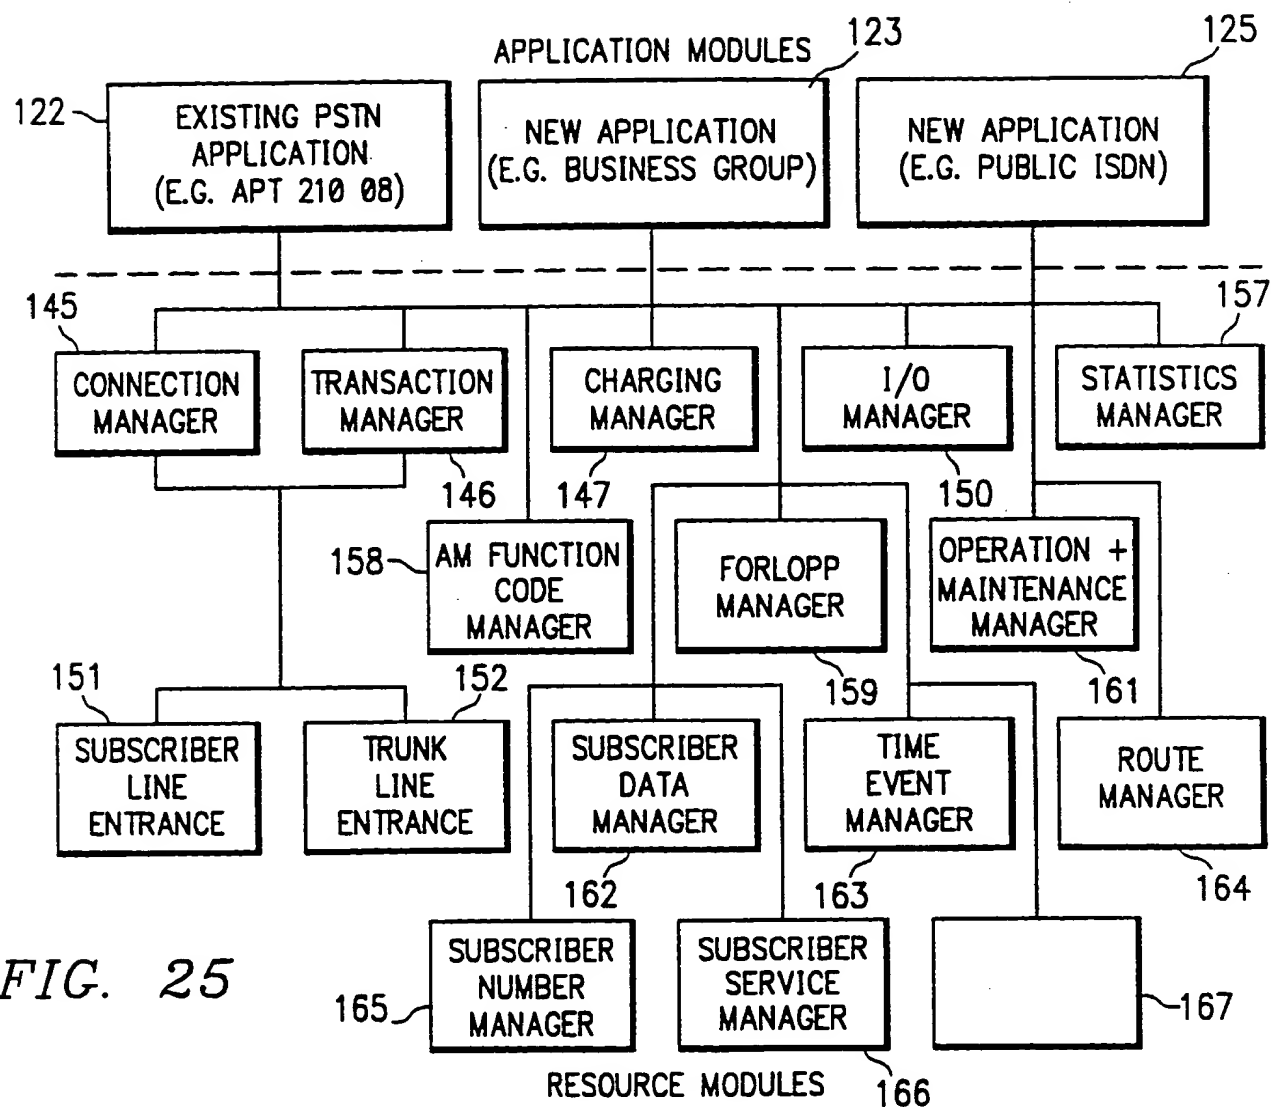 APPLICATION MODULES
123
125
122
EXISTING PSTN
APPLICATION
(E.G. APT 210 08)
NEW APPLICATION
(E.G. BUSINESS GROUP)
NEW APPLICATION
(E.G. PUBLIC ISDN)
145
157
CONNECTION
MANAGER
TRANSACTION
MANAGER
CHARGING
MANAGER
I/O
MANAGER
STATISTICS
MANAGER
146
147
150
158
AM FUNCTION
CODE
MANAGER
FORLOPP
MANAGER
OPERATION +
MAINTENANCE
MANAGER
151
152
159
161
SUBSCRIBER
LINE
ENTRANCE
TRUNK
LINE
ENTRANCE
SUBSCRIBER
DATA
MANAGER
TIME
EVENT
MANAGER
ROUTE
MANAGER
162
163
164
FIG. 25
165
SUBSCRIBER
NUMBER
MANAGER
SUBSCRIBER
SERVICE
MANAGER
167
RESOURCE MODULES
166